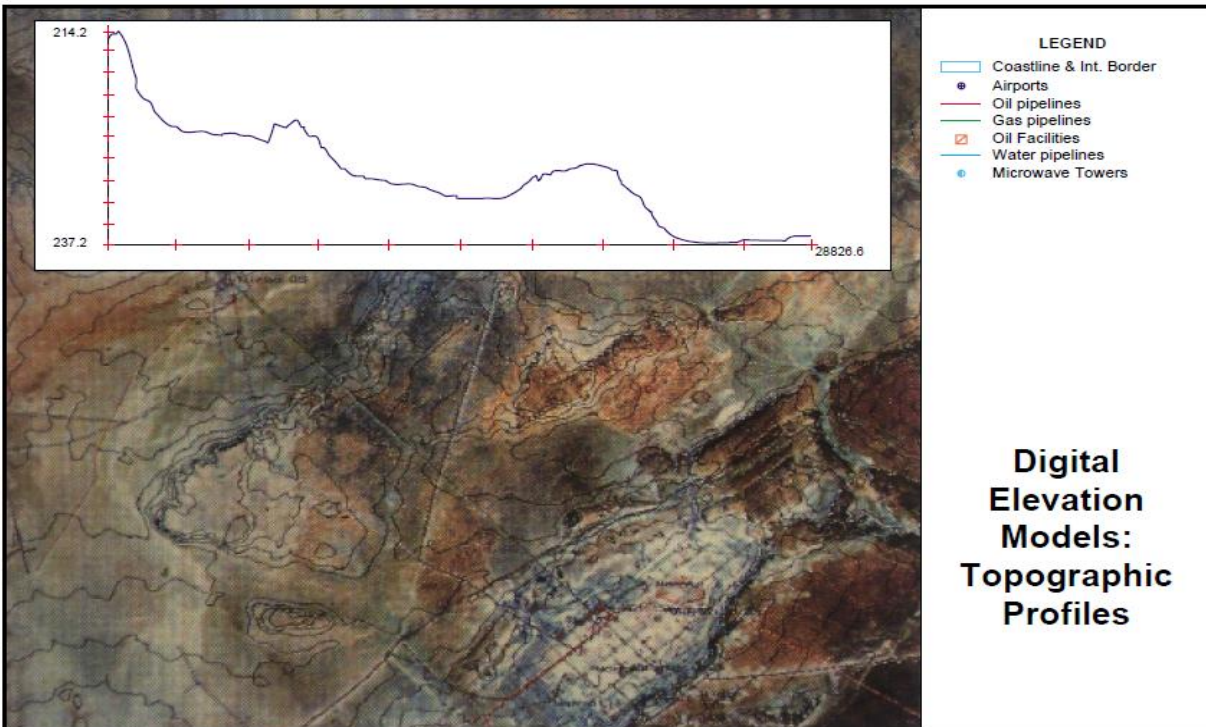 214.2
237.2
28826.6
LEGEND
Coastline & Int. Border
Airports
Oil pipelines
Gas pipelines
Oil Facilities
Water pipelines
Microwave Towers
Digital
Elevation
Models:
Topographic
Profiles